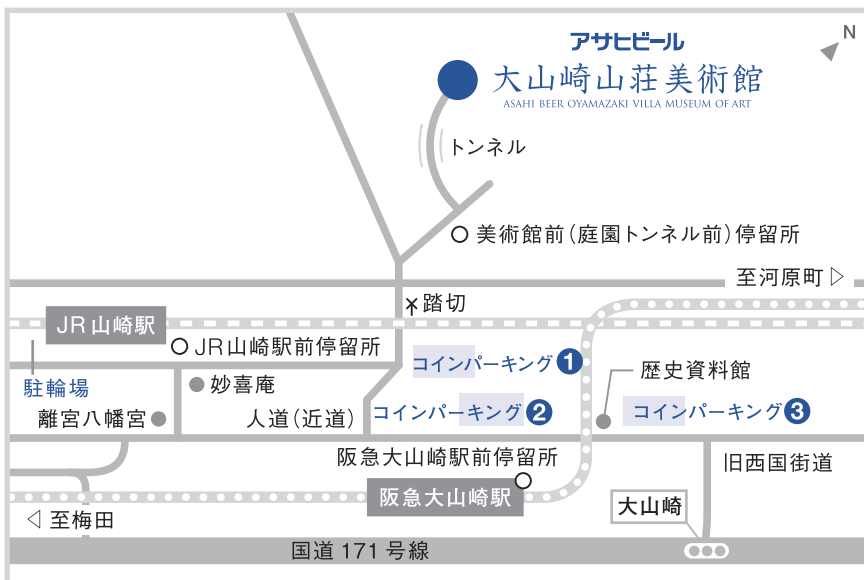 アサヒビール
N
大山崎山荘美術館
ASAHI BEER OYAMAZAKI VILLA MUSEUM OF ART
トンネル
美術館前(庭園トンネル前)停留所
至河原町 ▷
踏切
JR山崎駅
JR山崎駅前停留所
コインパーキング 1
歴史資料館
駐輪場
妙喜庵
離宮八幡宮
人道(近道)
コインパーキング 2
コインパーキング 3
阪急大山崎駅前停留所
旧西国街道
阪急大山崎駅
大山崎
◁ 至梅田
国道171号線